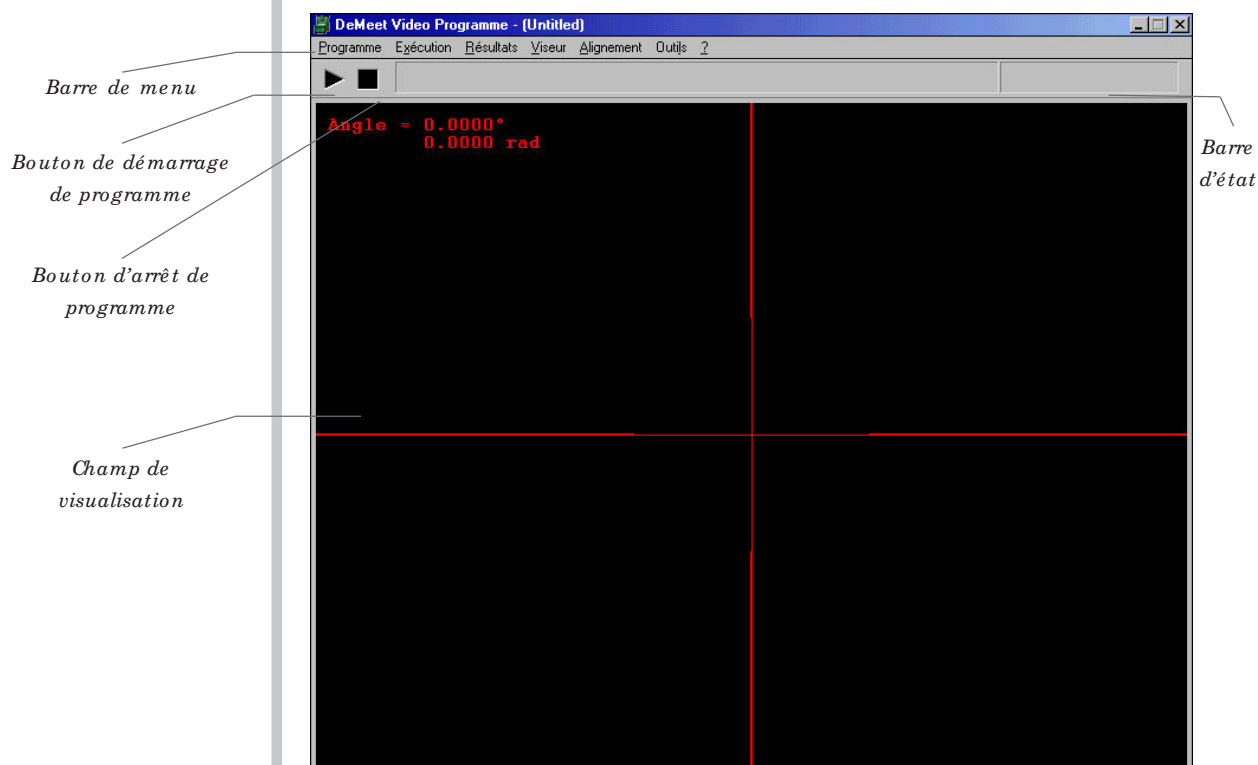 DeMeet Video Programme - (Untitled)
Programme Exécution Résultats Viseur Alignement Outils ?
Barre de menu
Bouton de démarrage
de programme
Bouton d'arrêt de
programme
Champ de
visualisation
Angle = 0.0000°
0.0000 rad
Barre
d'état